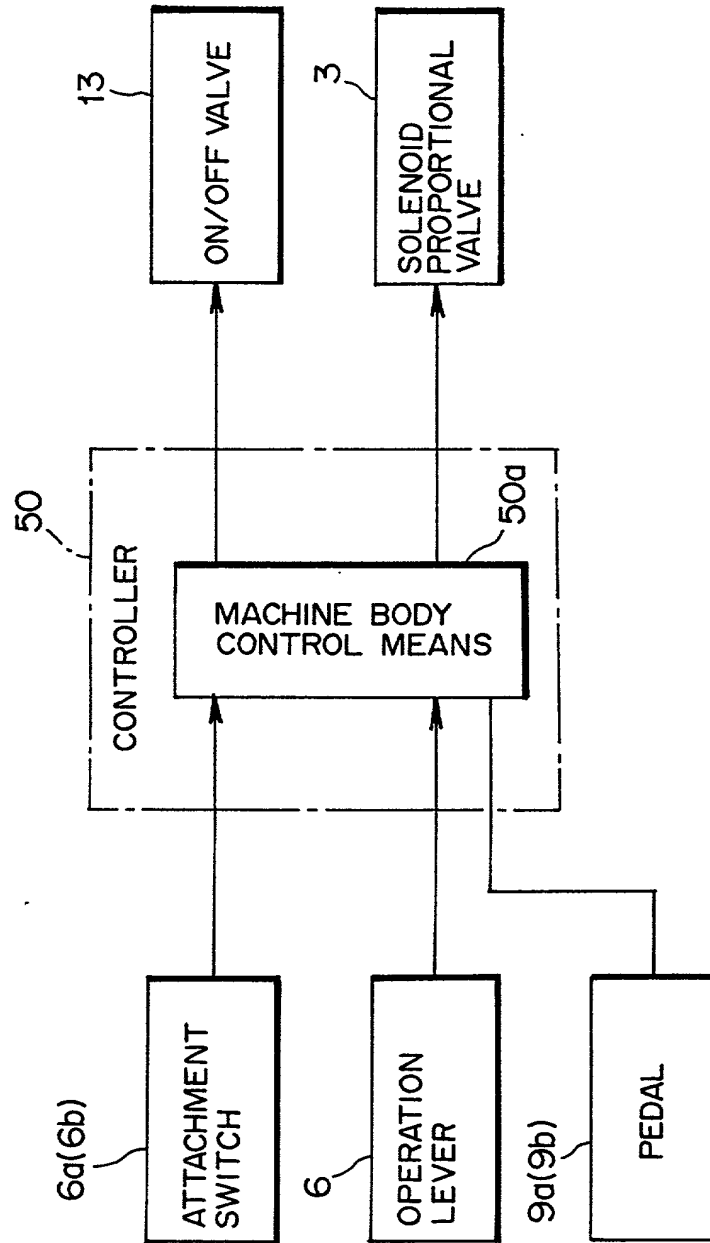 6a(6b)
ATTACHMENT
SWITCH
6
OPERATION
LEVER
9a(9b)
PEDAL
50
CONTROLLER
MACHINE BODY
CONTROL MEANS
50a
13
ON/OFF VALVE
3
SOLENOID
PROPORTIONAL
VALVE